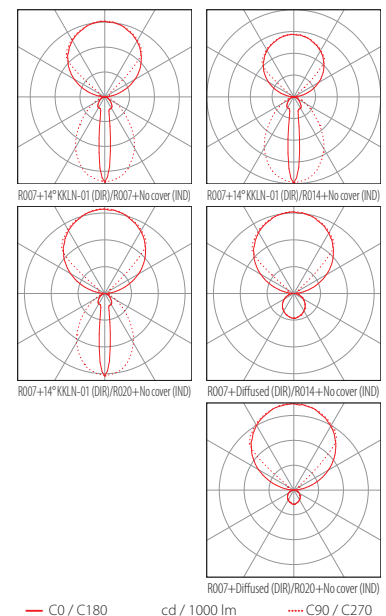 R007+14° KKLN-01 (DIR)/R007+No cover (IND)
R007+14° KKLN-01 (DIR)/R014+No cover (IND)
R007+14° KKLN-01 (DIR)/R020+No cover (IND)
R007+Diffused (DIR)/R014+No cover (IND)
R007+Diffused (DIR)/R020+No cover (IND)
C0 / C180 cd / 1000 lm C90 / C270